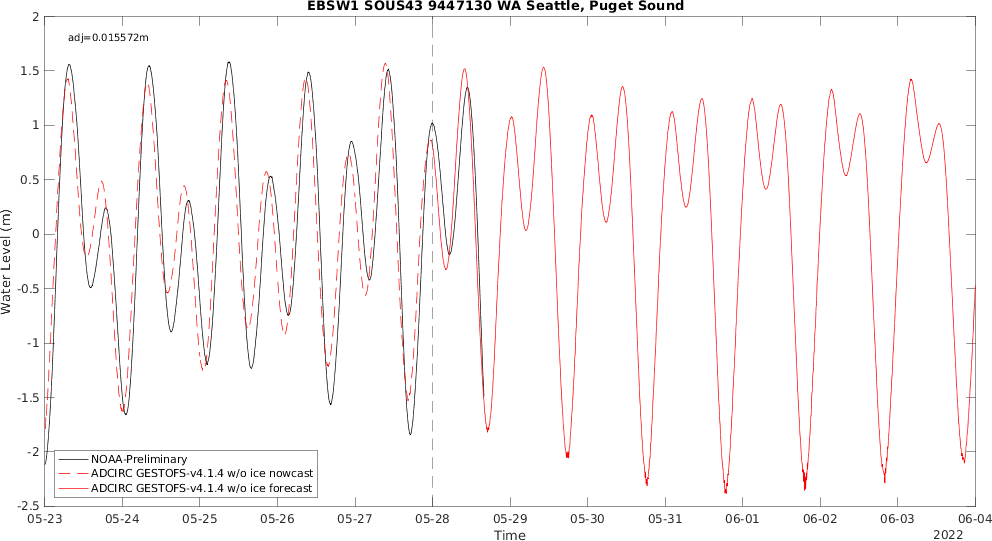 EBSW1 SOUS43 9447130 WA Seattle, Puget Sound
adj=0.015572m
2
1.5
1
0.5
0
-0.5
-1
-1.5
-2
-2.5
Water Level (m)
NOAA-Preliminary
ADCIRC GESTOFS-v4.1.4 w/o ice nowcast
ADCIRC GESTOFS-v4.1.4 w/o ice forecast
05-23 05-24 05-25 05-26 05-27 05-28 05-29 05-30 05-31 06-01 06-02 06-03 06-04
Time
2022